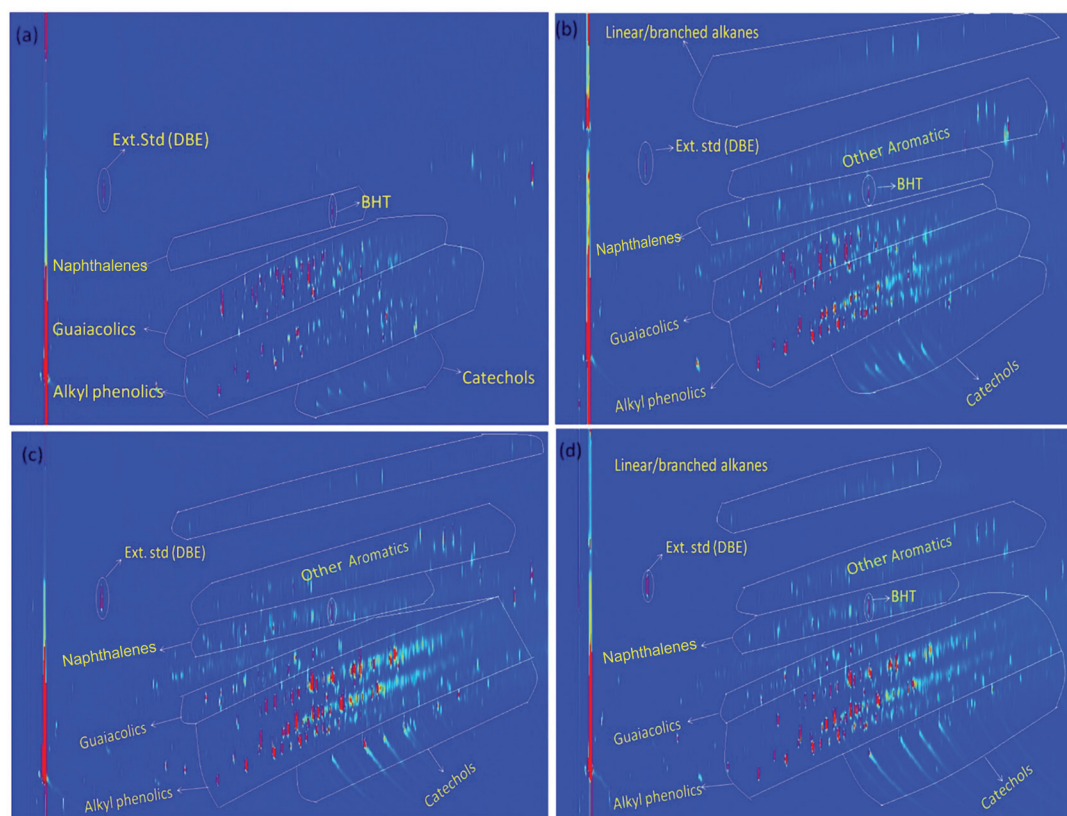 (a)
Ext.Std (DBE)
BHT
Naphthalenes
Guaiacolics
Alkyl phenolics
Catechols
(b)
Linear/branched alkanes
Ext. std (DBE)
Other Aromatics
BHT
Naphthalenes
Guaiacolics
Alkyl phenolics
Catechols
(c)
Ext. std (DBE)
Other Aromatics
Naphthalenes
Guaiacolics
Alkyl phenolics
Catechols
(d)
Linear/branched alkanes
Ext. std (DBE)
Other Aromatics
BHT
Naphthalenes
Guaiacolics
Alkyl phenolics
Catechols